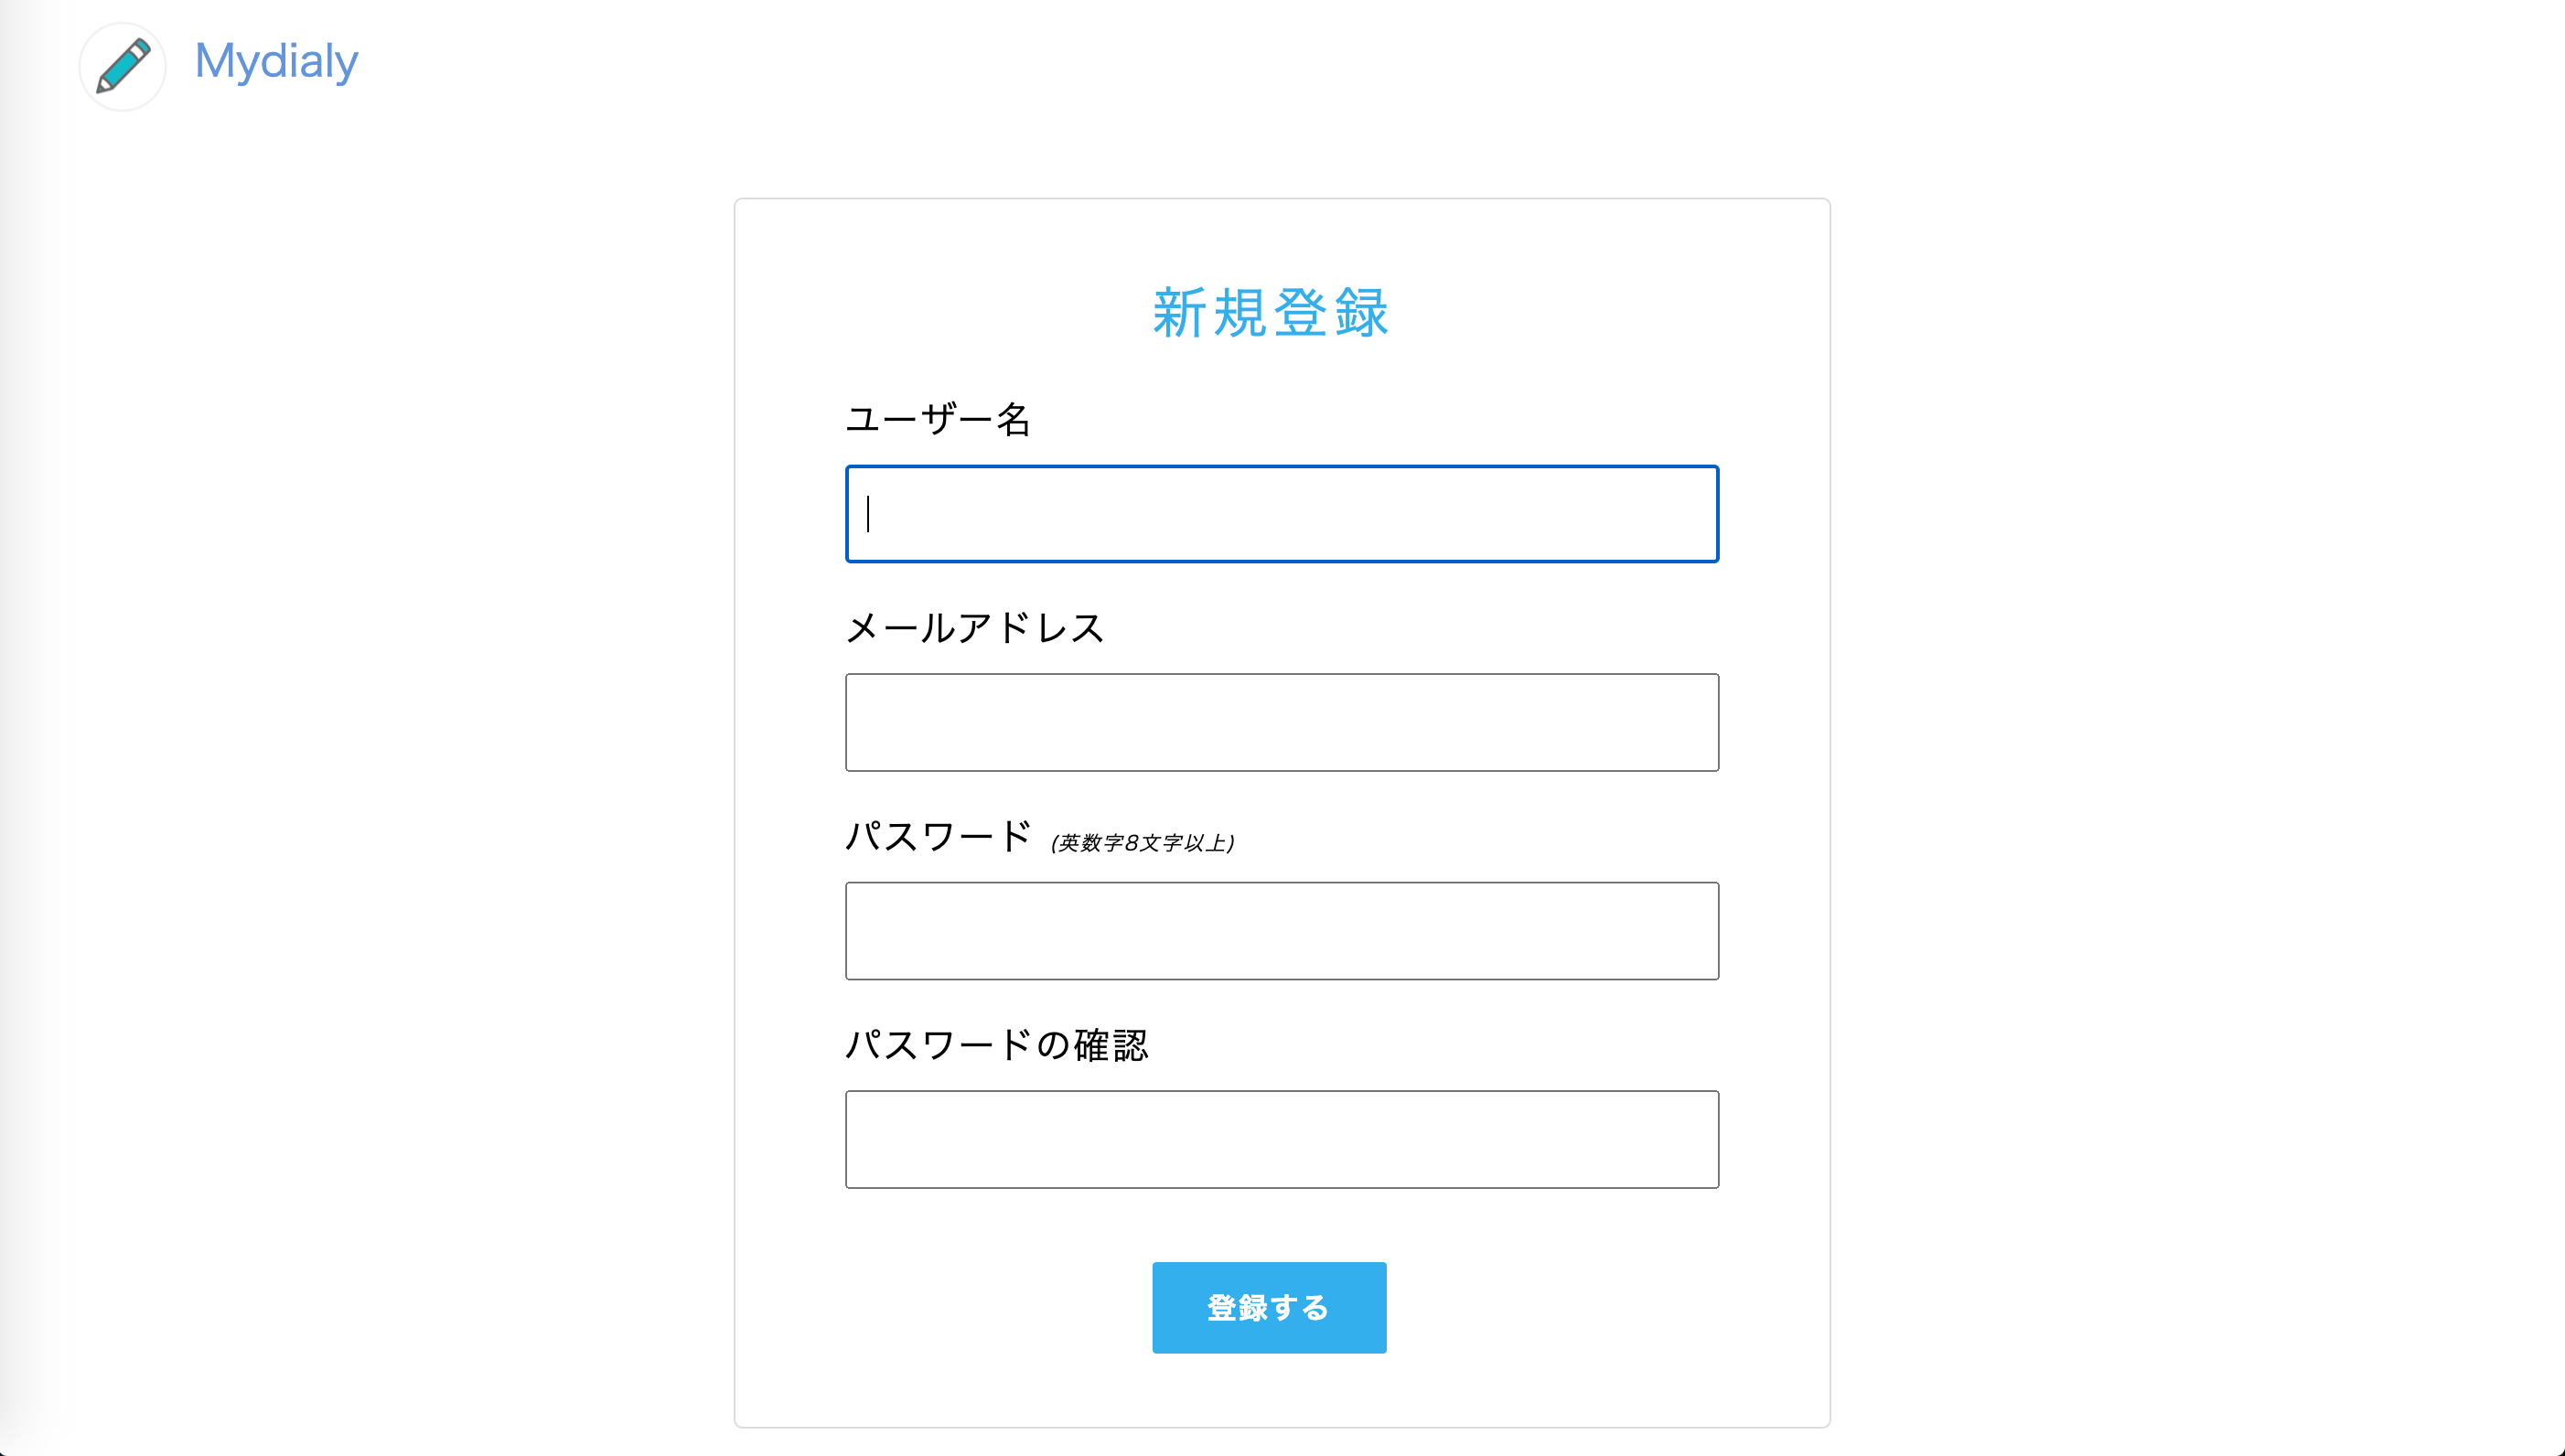 Mydialy
新規登録
ユーザー名
メールアドレス
パスワード (英数字8文字以上)
パスワードの確認
登録する